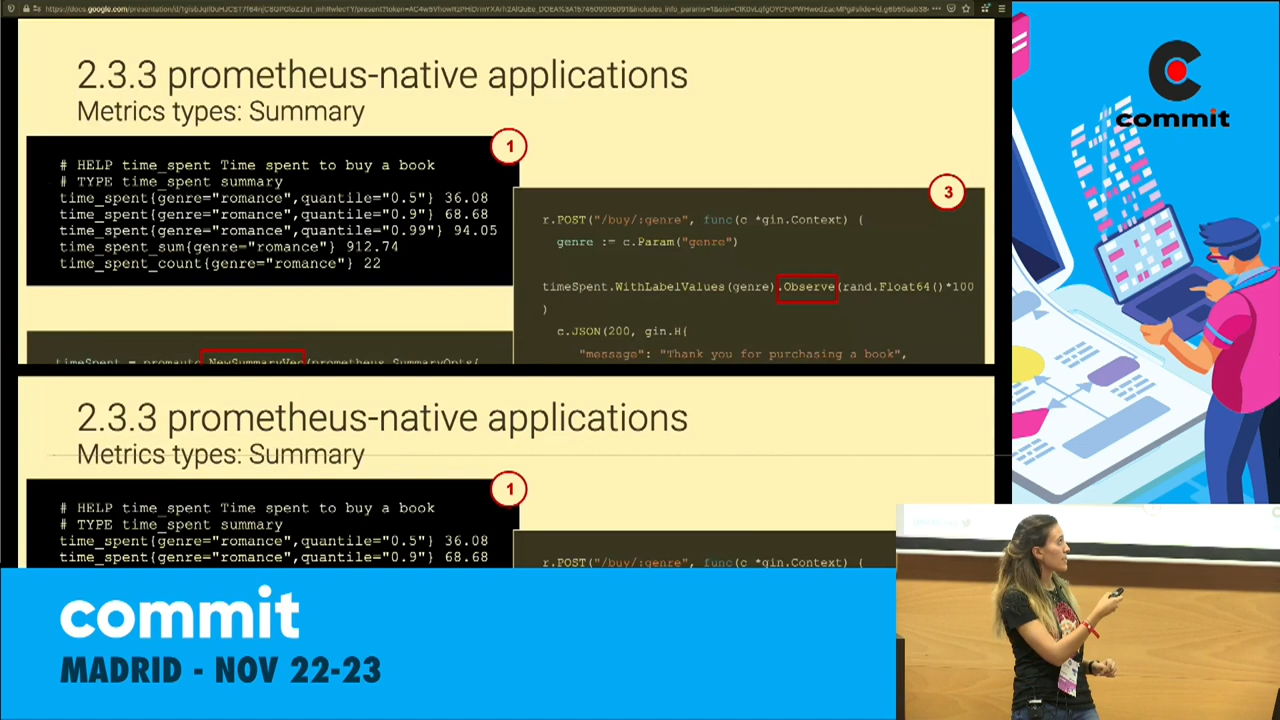 2.3.3 prometheus-native applications
Metrics types: Summary
1
# HELP time_spent Time spent to buy a book
# TYPE time_spent summary
time_spent{genre="romance",quantile="0.5"} 36.08
time_spent{genre="romance",quantile="0.9"} 68.68
time_spent{genre="romance",quantile="0.99"} 94.05
time_spent_sum{genre="romance"} 912.74
time_spent_count{genre="romance"} 22
3
r.POST("/buy/:genre", func(c *gin.Context) {
genre := c.Param("genre")
timeSpent.WithLabelValues(genre).Observe(rand.Float64()*100
)
c.JSON(200, gin.H{
"message": "Thank you for purchasing a book",
timeSpent = promauto.NewSummaryVec(prometheus.SummaryOpts{
2.3.3 prometheus-native applications
Metrics types: Summary
1
# HELP time_spent Time spent to buy a book
# TYPE time_spent summary
time_spent{genre="romance",quantile="0.5"} 36.08
time_spent{genre="romance",quantile="0.9"} 68.68
r.POST("/buy/:genre", func(c *gin.Context) {
commit
commit
MADRID - NOV 22-23